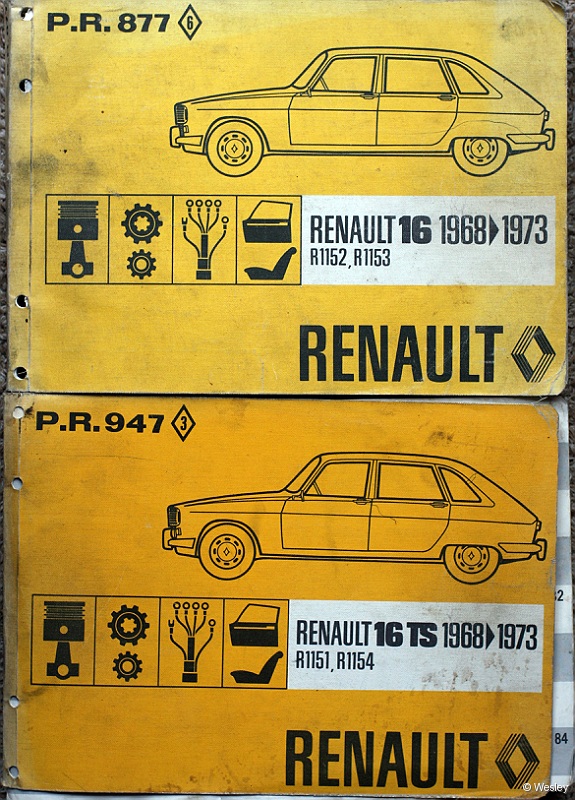 P.R. 877 6
RENAULT 16 1968 1973
R1152, R1153
RENAULT
P.R. 947 3
RENAULT 16 TS 1968 1973
R1151, R1154
RENAULT
84
© Wesley